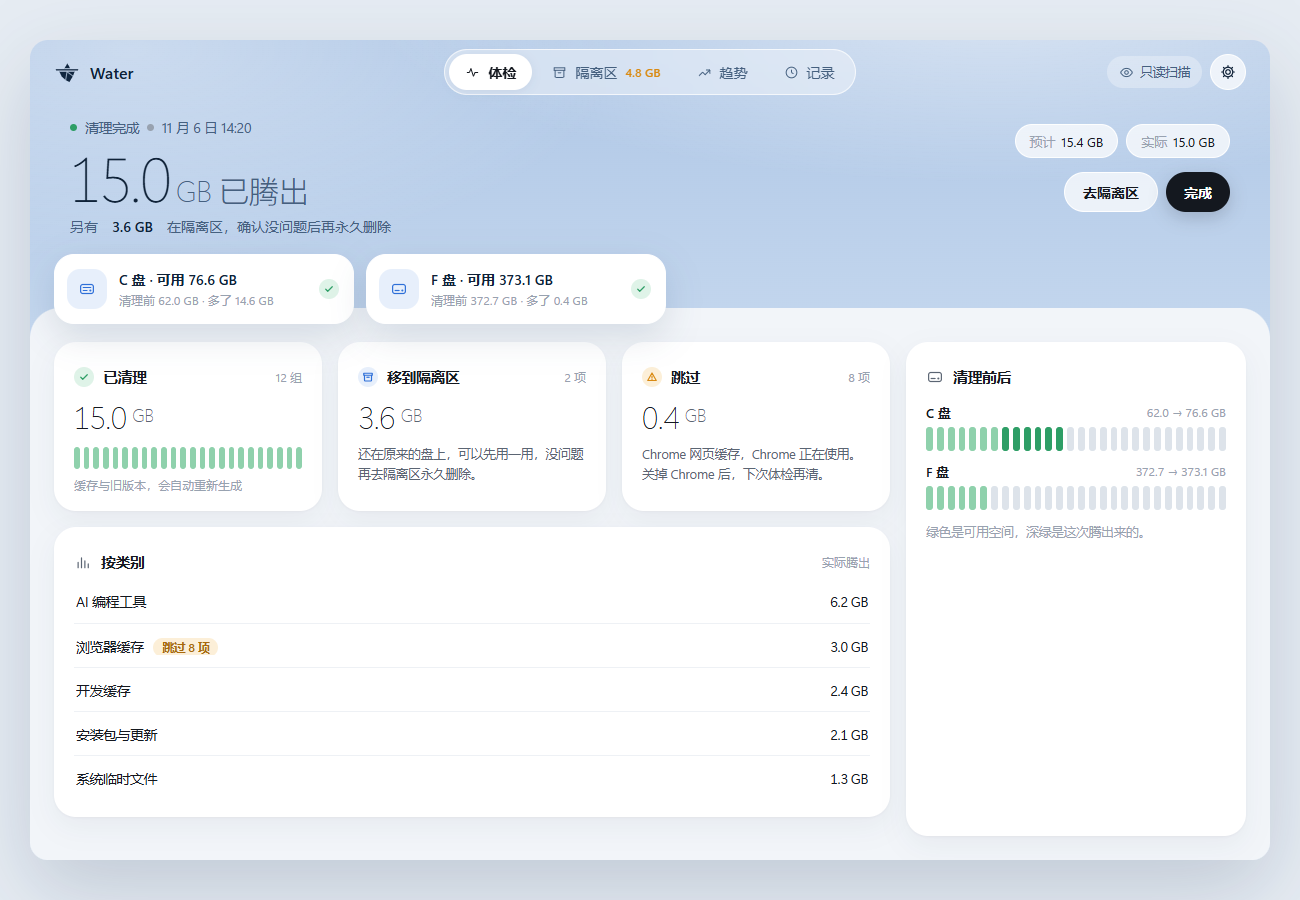 Water
体检
隔离区 4.8 GB
趋势
记录
只读扫描
清理完成 11 月 6 日 14:20
15.0 GB 已腾出
另有 3.6 GB 在隔离区，确认没问题后再永久删除
预计 15.4 GB
实际 15.0 GB
去隔离区
完成
C 盘 · 可用 76.6 GB
清理前 62.0 GB · 多了 14.6 GB
F 盘 · 可用 373.1 GB
清理前 372.7 GB · 多了 0.4 GB
已清理 12 组
15.0 GB
缓存与旧版本，会自动重新生成
移到隔离区 2 项
3.6 GB
还在原来的盘上，可以先用一用，没问题
再去隔离区永久删除。
跳过 8 项
0.4 GB
Chrome 网页缓存，Chrome 正在使用。
关掉 Chrome 后，下次体检再清。
清理前后
C 盘 62.0 → 76.6 GB
F 盘 372.7 → 373.1 GB
绿色是可用空间，深绿是这次腾出来的。
按类别 实际腾出
AI 编程工具 6.2 GB
浏览器缓存 跳过 8 项 3.0 GB
开发缓存 2.4 GB
安装包与更新 2.1 GB
系统临时文件 1.3 GB